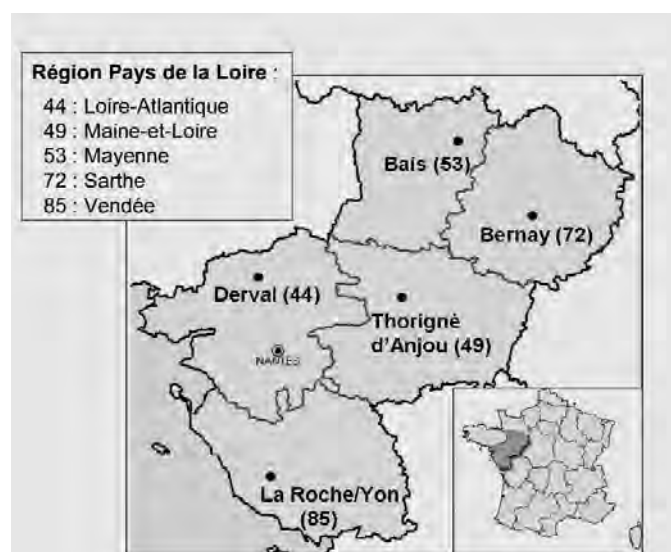 Région Pays de la Loire :
44 : Loire-Atlantique
49 : Maine-et-Loire
53 : Mayenne
72 : Sarthe
85 : Vendée
Bais (53)
Bernay (72)
Derval (44)
Thorigné
d'Anjou (49)
NANTES
La Roche/Yon
(85)